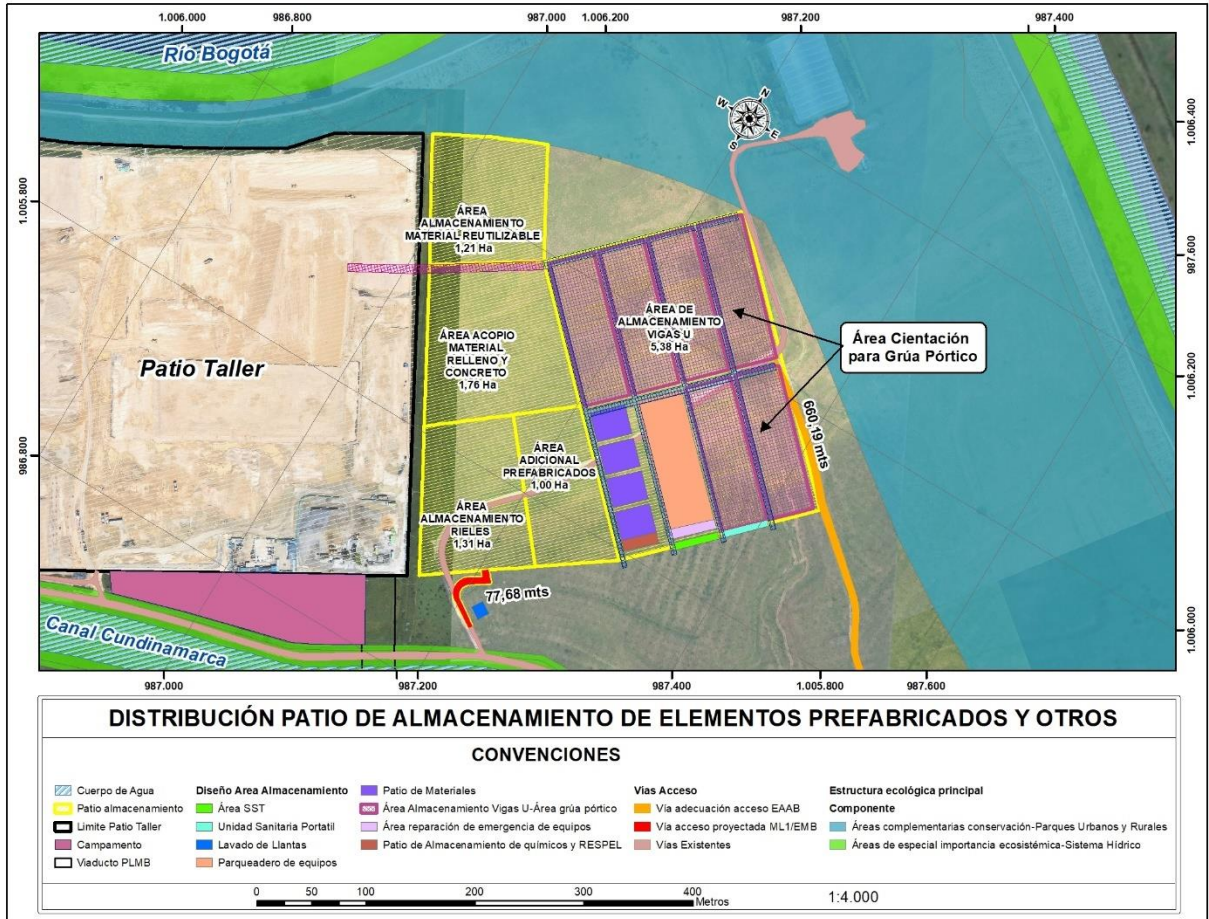 1.006.000
986.800
987.000
1.006.200
987.200
987.400
Río Bogotá
N
W
E
S
1.006.400
1.005.800
987.600
ÁREA
ALMACENAMIENTO
MATERIAL REUTILIZABLE
1,21 Ha
ÁREA DE
ALMACENAMIENTO
VIGAS U
5,38 Ha
Área Cientación
para Grúa Pórtico
ÁREA ACOPIO
MATERIAL
RELLENO Y
CONCRETO
1,76 Ha
Patio Taller
1.006.200
986.800
660,19 mts
ÁREA
ADICIONAL
PREFABRICADOS
1,00 Ha
ÁREA
ALMACENAMIENTO
RIELES
1,31 Ha
77,68 mts
Canal Cundinamarca
1.006.000
987.000
987.200
987.400
1.005.800
987.600
DISTRIBUCIÓN PATIO DE ALMACENAMIENTO DE ELEMENTOS PREFABRICADOS Y OTROS
CONVENCIONES
Cuerpo de Agua
Patio almacenamiento
Limite Patio Taller
Campamento
Viaducto PLMB
Diseño Area Almacenamiento
Área SST
Unidad Sanitaria Portatil
Lavado de Llantas
Parqueadero de equipos
Patio de Materiales
Área Almacenamiento Vigas U-Área grúa pórtico
Área reparación de emergencia de equipos
Patio de Almacenamiento de químicos y RESPEL
Vias Acceso
Vía adecuación acceso EAAB
Vía acceso proyectada ML1/EMB
Vías Existentes
Estructura ecológica principal
Componente
Áreas complementarias conservación-Parques Urbanos y Rurales
Áreas de especial importancia ecosistémica-Sistema Hídrico
0 50 100 200 300 400
Metros
1:4.000